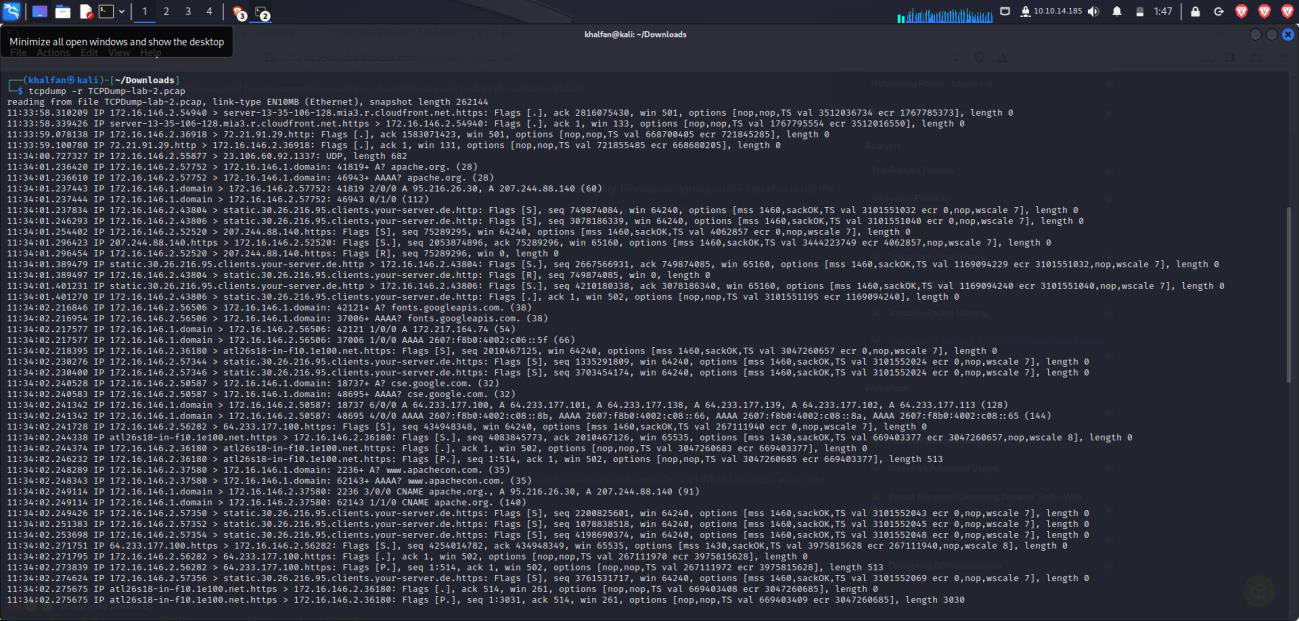 1 2 3 4 3 2 10.10.14.185 1:47
Minimize all open windows and show the desktop
khalfan@kali: ~/Downloads
File Actions Edit View Help
┌──(khalfan㉿kali)-[~/Downloads]
└─$ tcpdump -r TCPDump-lab-2.pcap
reading from file TCPDump-lab-2.pcap, link-type EN10MB (Ethernet), snapshot length 262144
11:33:58.310209 IP 172.16.146.2.54940 > server-13-35-106-128.mia3.r.cloudfront.net.https: Flags [.], ack 2816075430, win 501, options [nop,nop,TS val 3512036734 ecr 1767785373], length 0
11:33:58.339426 IP server-13-35-106-128.mia3.r.cloudfront.net.https > 172.16.146.2.54940: Flags [.], ack 1, win 133, options [nop,nop,TS val 1767795554 ecr 3512016550], length 0
11:33:59.078138 IP 172.16.146.2.36918 > 72.21.91.29.http: Flags [.], ack 1583071423, win 501, options [nop,nop,TS val 668700405 ecr 721845285], length 0
11:33:59.100780 IP 72.21.91.29.http > 172.16.146.2.36918: Flags [.], ack 1, win 131, options [nop,nop,TS val 721855485 ecr 668680205], length 0
11:34:00.727327 IP 172.16.146.2.55877 > 23.106.60.92.1337: UDP, length 682
11:34:01.236420 IP 172.16.146.2.57752 > 172.16.146.1.domain: 41819+ A? apache.org. (28)
11:34:01.236610 IP 172.16.146.2.57752 > 172.16.146.1.domain: 46943+ AAAA? apache.org. (28)
11:34:01.237443 IP 172.16.146.1.domain > 172.16.146.2.57752: 41819 2/0/0 A 95.216.26.30, A 207.244.88.140 (60)
11:34:01.237444 IP 172.16.146.1.domain > 172.16.146.2.57752: 46943 0/1/0 (112)
11:34:01.237834 IP 172.16.146.2.43804 > static.30.26.216.95.clients.your-server.de.http: Flags [S], seq 749874084, win 64240, options [mss 1460,sackOK,TS val 3101551032 ecr 0,nop,wscale 7], length 0
11:34:01.246293 IP 172.16.146.2.43806 > static.30.26.216.95.clients.your-server.de.http: Flags [S], seq 3078186339, win 64240, options [mss 1460,sackOK,TS val 3101551040 ecr 0,nop,wscale 7], length 0
11:34:01.254402 IP 172.16.146.2.52520 > 207.244.88.140.https: Flags [S], seq 75289295, win 64240, options [mss 1460,sackOK,TS val 4062857 ecr 0,nop,wscale 7], length 0
11:34:01.296423 IP 207.244.88.140.https > 172.16.146.2.52520: Flags [S.], seq 2053874896, ack 75289296, win 65160, options [mss 1460,sackOK,TS val 3444223749 ecr 4062857,nop,wscale 7], length 0
11:34:01.296454 IP 172.16.146.2.52520 > 207.244.88.140.https: Flags [R], seq 75289296, win 0, length 0
11:34:01.389479 IP static.30.26.216.95.clients.your-server.de.http > 172.16.146.2.43804: Flags [S.], seq 2667566931, ack 749874085, win 65160, options [mss 1460,sackOK,TS val 1169094229 ecr 3101551032,nop,wscale 7], length 0
11:34:01.389497 IP 172.16.146.2.43804 > static.30.26.216.95.clients.your-server.de.http: Flags [R], seq 749874085, win 0, length 0
11:34:01.401231 IP static.30.26.216.95.clients.your-server.de.http > 172.16.146.2.43806: Flags [S.], seq 4210180338, ack 3078186340, win 65160, options [mss 1460,sackOK,TS val 1169094240 ecr 3101551040,nop,wscale 7], length 0
11:34:01.401270 IP 172.16.146.2.43806 > static.30.26.216.95.clients.your-server.de.http: Flags [.], ack 1, win 502, options [nop,nop,TS val 3101551195 ecr 1169094240], length 0
11:34:02.216846 IP 172.16.146.2.56506 > 172.16.146.1.domain: 42121+ A? fonts.googleapis.com. (38)
11:34:02.216954 IP 172.16.146.2.56506 > 172.16.146.1.domain: 37006+ AAAA? fonts.googleapis.com. (38)
11:34:02.217577 IP 172.16.146.1.domain > 172.16.146.2.56506: 42121 1/0/0 A 172.217.164.74 (54)
11:34:02.217577 IP 172.16.146.1.domain > 172.16.146.2.56506: 37006 1/0/0 AAAA 2607:f8b0:4002:c06::5f (66)
11:34:02.218395 IP 172.16.146.2.36180 > atl26s18-in-f10.1e100.net.https: Flags [S], seq 2010467125, win 64240, options [mss 1460,sackOK,TS val 3047260657 ecr 0,nop,wscale 7], length 0
11:34:02.230276 IP 172.16.146.2.57344 > static.30.26.216.95.clients.your-server.de.https: Flags [S], seq 1335291809, win 64240, options [mss 1460,sackOK,TS val 3101552024 ecr 0,nop,wscale 7], length 0
11:34:02.230400 IP 172.16.146.2.57346 > static.30.26.216.95.clients.your-server.de.https: Flags [S], seq 3703454174, win 64240, options [mss 1460,sackOK,TS val 3101552024 ecr 0,nop,wscale 7], length 0
11:34:02.240528 IP 172.16.146.2.50587 > 172.16.146.1.domain: 18737+ A? cse.google.com. (32)
11:34:02.240583 IP 172.16.146.2.50587 > 172.16.146.1.domain: 48695+ AAAA? cse.google.com. (32)
11:34:02.241342 IP 172.16.146.1.domain > 172.16.146.2.50587: 18737 6/0/0 A 64.233.177.100, A 64.233.177.101, A 64.233.177.138, A 64.233.177.139, A 64.233.177.102, A 64.233.177.113 (128)
11:34:02.241342 IP 172.16.146.1.domain > 172.16.146.2.50587: 48695 4/0/0 AAAA 2607:f8b0:4002:c08::8b, AAAA 2607:f8b0:4002:c08::66, AAAA 2607:f8b0:4002:c08::8a, AAAA 2607:f8b0:4002:c08::65 (144)
11:34:02.241728 IP 172.16.146.2.56282 > 64.233.177.100.https: Flags [S], seq 434948348, win 64240, options [mss 1460,sackOK,TS val 267111940 ecr 0,nop,wscale 7], length 0
11:34:02.244338 IP atl26s18-in-f10.1e100.net.https > 172.16.146.2.36180: Flags [S.], seq 4083845773, ack 2010467126, win 65535, options [mss 1430,sackOK,TS val 669403377 ecr 3047260657,nop,wscale 8], length 0
11:34:02.244374 IP 172.16.146.2.36180 > atl26s18-in-f10.1e100.net.https: Flags [.], ack 1, win 502, options [nop,nop,TS val 3047260683 ecr 669403377], length 0
11:34:02.246232 IP 172.16.146.2.36180 > atl26s18-in-f10.1e100.net.https: Flags [P.], seq 1:514, ack 1, win 502, options [nop,nop,TS val 3047260685 ecr 669403377], length 513
11:34:02.248289 IP 172.16.146.2.37580 > 172.16.146.1.domain: 2236+ A? www.apachecon.com. (35)
11:34:02.248343 IP 172.16.146.2.37580 > 172.16.146.1.domain: 62143+ AAAA? www.apachecon.com. (35)
11:34:02.249114 IP 172.16.146.1.domain > 172.16.146.2.37580: 2236 3/0/0 CNAME apache.org., A 95.216.26.30, A 207.244.88.140 (91)
11:34:02.249114 IP 172.16.146.1.domain > 172.16.146.2.37580: 62143 1/1/0 CNAME apache.org. (140)
11:34:02.249426 IP 172.16.146.2.57350 > static.30.26.216.95.clients.your-server.de.https: Flags [S], seq 2200825601, win 64240, options [mss 1460,sackOK,TS val 3101552043 ecr 0,nop,wscale 7], length 0
11:34:02.251383 IP 172.16.146.2.57352 > static.30.26.216.95.clients.your-server.de.https: Flags [S], seq 1078838518, win 64240, options [mss 1460,sackOK,TS val 3101552045 ecr 0,nop,wscale 7], length 0
11:34:02.253698 IP 172.16.146.2.57354 > static.30.26.216.95.clients.your-server.de.https: Flags [S], seq 4198690374, win 64240, options [mss 1460,sackOK,TS val 3101552048 ecr 0,nop,wscale 7], length 0
11:34:02.271751 IP 64.233.177.100.https > 172.16.146.2.56282: Flags [S.], seq 4254014782, ack 434948349, win 65535, options [mss 1430,sackOK,TS val 3975815628 ecr 267111940,nop,wscale 8], length 0
11:34:02.271795 IP 172.16.146.2.56282 > 64.233.177.100.https: Flags [.], ack 1, win 502, options [nop,nop,TS val 267111970 ecr 3975815628], length 0
11:34:02.273839 IP 172.16.146.2.56282 > 64.233.177.100.https: Flags [P.], seq 1:514, ack 1, win 502, options [nop,nop,TS val 267111972 ecr 3975815628], length 513
11:34:02.274624 IP 172.16.146.2.57356 > static.30.26.216.95.clients.your-server.de.https: Flags [S], seq 3761531717, win 64240, options [mss 1460,sackOK,TS val 3101552069 ecr 0,nop,wscale 7], length 0
11:34:02.275675 IP atl26s18-in-f10.1e100.net.https > 172.16.146.2.36180: Flags [.], ack 514, win 261, options [nop,nop,TS val 669403408 ecr 3047260685], length 0
11:34:02.275675 IP atl26s18-in-f10.1e100.net.https > 172.16.146.2.36180: Flags [P.], seq 1:3031, ack 514, win 261, options [nop,nop,TS val 669403409 ecr 3047260685], length 3030